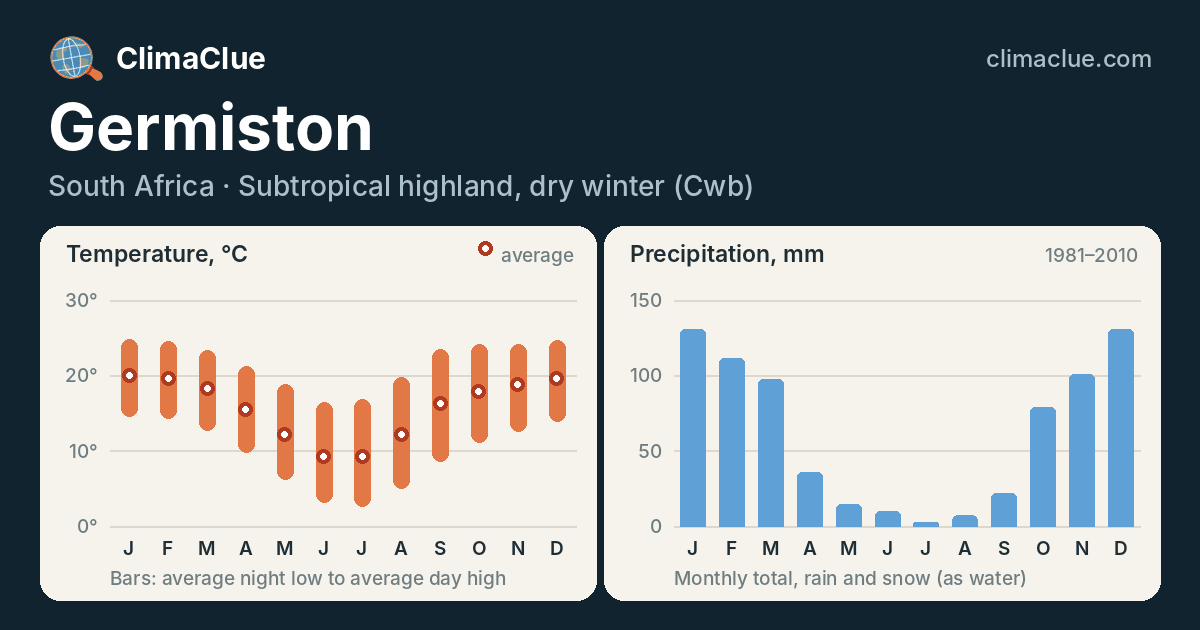 ClimaClue
climaclue.com
Germiston
South Africa · Subtropical highland, dry winter (Cwb)
Temperature, °C
average
30°
20°
10°
0°
J F M A M J J A S O N D
Bars: average night low to average day high
Precipitation, mm
1981–2010
150
100
50
0
J F M A M J J A S O N D
Monthly total, rain and snow (as water)